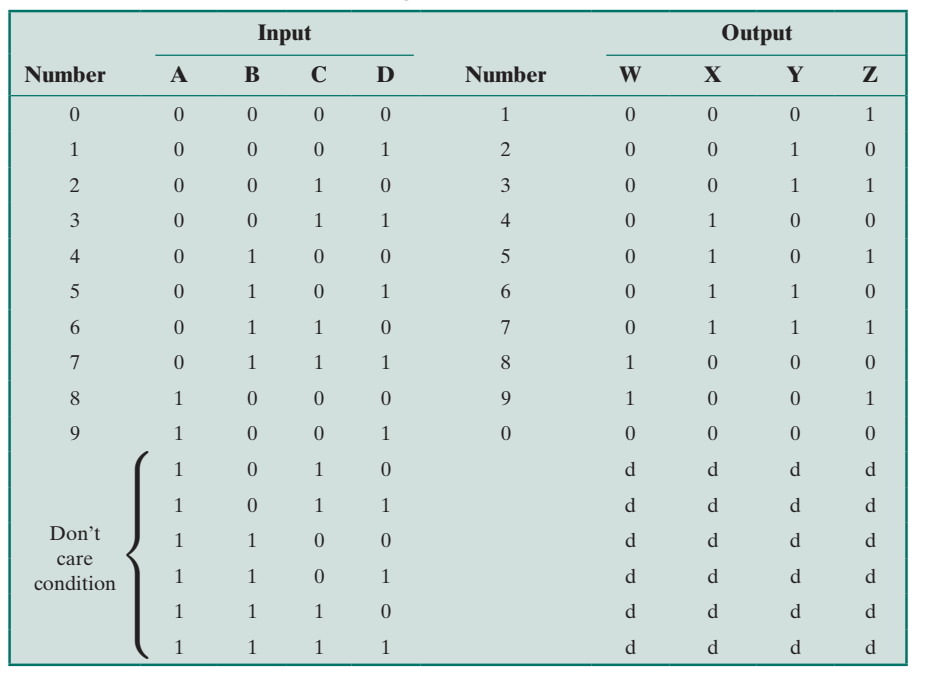 Input Output
Number A B C D Number W X Y Z
0 0 0 0 0 1 0 0 0 1
1 0 0 0 1 2 0 0 1 0
2 0 0 1 0 3 0 0 1 1
3 0 0 1 1 4 0 1 0 0
4 0 1 0 0 5 0 1 0 1
5 0 1 0 1 6 0 1 1 0
6 0 1 1 0 7 0 1 1 1
7 0 1 1 1 8 1 0 0 0
8 1 0 0 0 9 1 0 0 1
9 1 0 0 1 0 0 0 0 0
1 0 1 0 d d d d
1 0 1 1 d d d d
Don't
1 1 0 0 d d d d
care
1 1 0 1 d d d d
condition
1 1 1 0 d d d d
1 1 1 1 d d d d